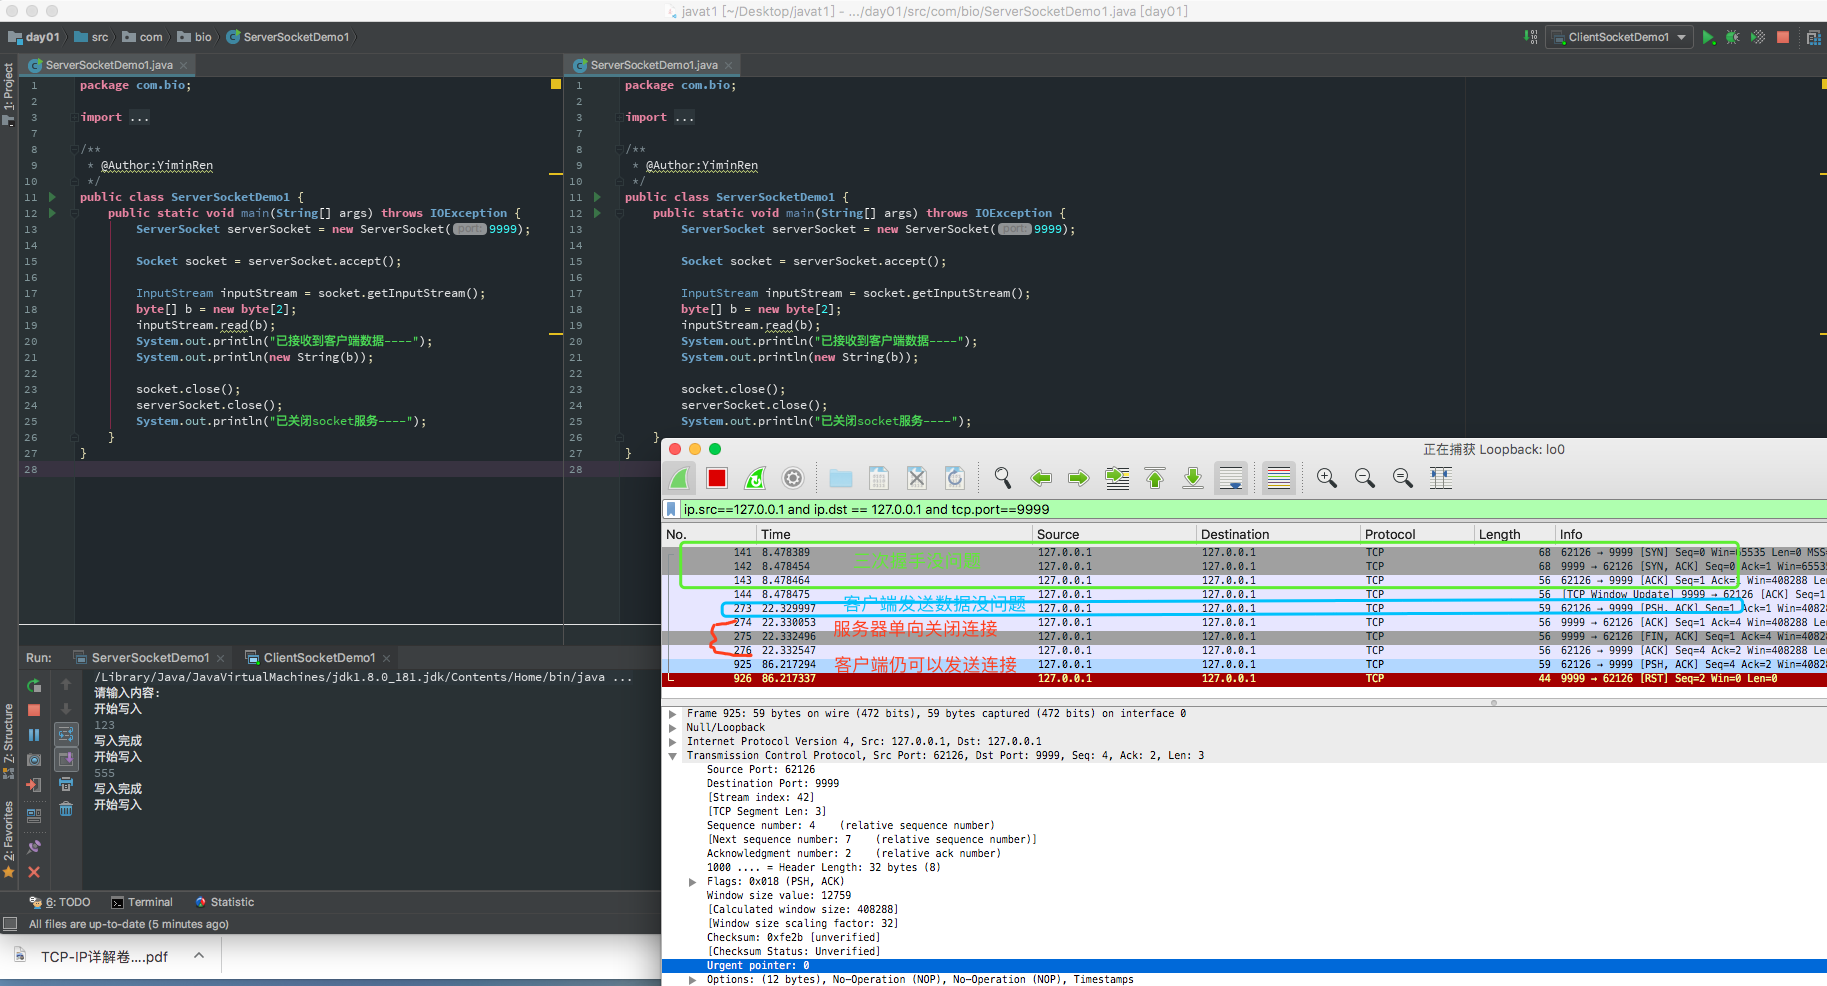 javat1 [~/Desktop/javat1] - .../day01/src/com/bio/ServerSocketDemo1.java [day01]
day01 src com bio ServerSocketDemo1
ClientSocketDemo1
ServerSocketDemo1.java
ServerSocketDemo1.java
1: Project
1 package com.bio;
2
3 import ...
7
8 /**
9 * @Author:YiminRen
10 */
11 public class ServerSocketDemo1 {
12 public static void main(String[] args) throws IOException {
13 ServerSocket serverSocket = new ServerSocket( port: 9999);
14
15 Socket socket = serverSocket.accept();
16
17 InputStream inputStream = socket.getInputStream();
18 byte[] b = new byte[2];
19 inputStream.read(b);
20 System.out.println("已接收到客户端数据----");
21 System.out.println(new String(b));
22
23 socket.close();
24 serverSocket.close();
25 System.out.println("已关闭socket服务----");
26 }
27 }
28
1 package com.bio;
2
3 import ...
7
8 /**
9 * @Author:YiminRen
10 */
11 public class ServerSocketDemo1 {
12 public static void main(String[] args) throws IOException {
13 ServerSocket serverSocket = new ServerSocket( port: 9999);
14
15 Socket socket = serverSocket.accept();
16
17 InputStream inputStream = socket.getInputStream();
18 byte[] b = new byte[2];
19 inputStream.read(b);
20 System.out.println("已接收到客户端数据----");
21 System.out.println(new String(b));
22
23 socket.close();
24 serverSocket.close();
25 System.out.println("已关闭socket服务----");
26 }
27 }
28
Run: ServerSocketDemo1 ClientSocketDemo1
/Library/Java/JavaVirtualMachines/jdk1.8.0_181.jdk/Contents/Home/bin/java ...
请输入内容:
开始写入
123
写入完成
开始写入
555
写入完成
开始写入
Z: Structure
2: Favorites
6: TODO Terminal Statistic
All files are up-to-date (5 minutes ago)
TCP-IP详解卷....pdf
正在捕获 Loopback: lo0
ip.src==127.0.0.1 and ip.dst == 127.0.0.1 and tcp.port==9999
No. Time Source Destination Protocol Length Info
141 8.478389 127.0.0.1 127.0.0.1 TCP 68 62126 → 9999 [SYN] Seq=0 Win=65535 Len=0 MSS=
142 8.478454 127.0.0.1 127.0.0.1 TCP 68 9999 → 62126 [SYN, ACK] Seq=0 Ack=1 Win=65535
143 8.478464 127.0.0.1 127.0.0.1 TCP 56 62126 → 9999 [ACK] Seq=1 Ack=1 Win=408288 Len
144 8.478475 127.0.0.1 127.0.0.1 TCP 56 [TCP Window Update] 9999 → 62126 [ACK] Seq=1
273 22.329997 127.0.0.1 127.0.0.1 TCP 59 62126 → 9999 [PSH, ACK] Seq=1 Ack=1 Win=4082
274 22.330053 127.0.0.1 127.0.0.1 TCP 56 9999 → 62126 [ACK] Seq=1 Ack=4 Win=408288 Le
275 22.332496 127.0.0.1 127.0.0.1 TCP 56 9999 → 62126 [FIN, ACK] Seq=1 Ack=4 Win=4082
276 22.332547 127.0.0.1 127.0.0.1 TCP 56 62126 → 9999 [ACK] Seq=4 Ack=2 Win=408288 Le
925 86.217294 127.0.0.1 127.0.0.1 TCP 59 62126 → 9999 [PSH, ACK] Seq=4 Ack=2 Win=4082
926 86.217337 127.0.0.1 127.0.0.1 TCP 44 9999 → 62126 [RST] Seq=2 Win=0 Len=0
三次握手没问题
客户端发送数据没问题
服务器单向关闭连接
客户端仍可以发送连接
Frame 925: 59 bytes on wire (472 bits), 59 bytes captured (472 bits) on interface 0
Null/Loopback
Internet Protocol Version 4, Src: 127.0.0.1, Dst: 127.0.0.1
Transmission Control Protocol, Src Port: 62126, Dst Port: 9999, Seq: 4, Ack: 2, Len: 3
Source Port: 62126
Destination Port: 9999
[Stream index: 42]
[TCP Segment Len: 3]
Sequence number: 4 (relative sequence number)
[Next sequence number: 7 (relative sequence number)]
Acknowledgment number: 2 (relative ack number)
1000 .... = Header Length: 32 bytes (8)
Flags: 0x018 (PSH, ACK)
Window size value: 12759
[Calculated window size: 408288]
[Window size scaling factor: 32]
Checksum: 0xfe2b [unverified]
[Checksum Status: Unverified]
Urgent pointer: 0
Options: (12 bytes), No-Operation (NOP), No-Operation (NOP), Timestamps